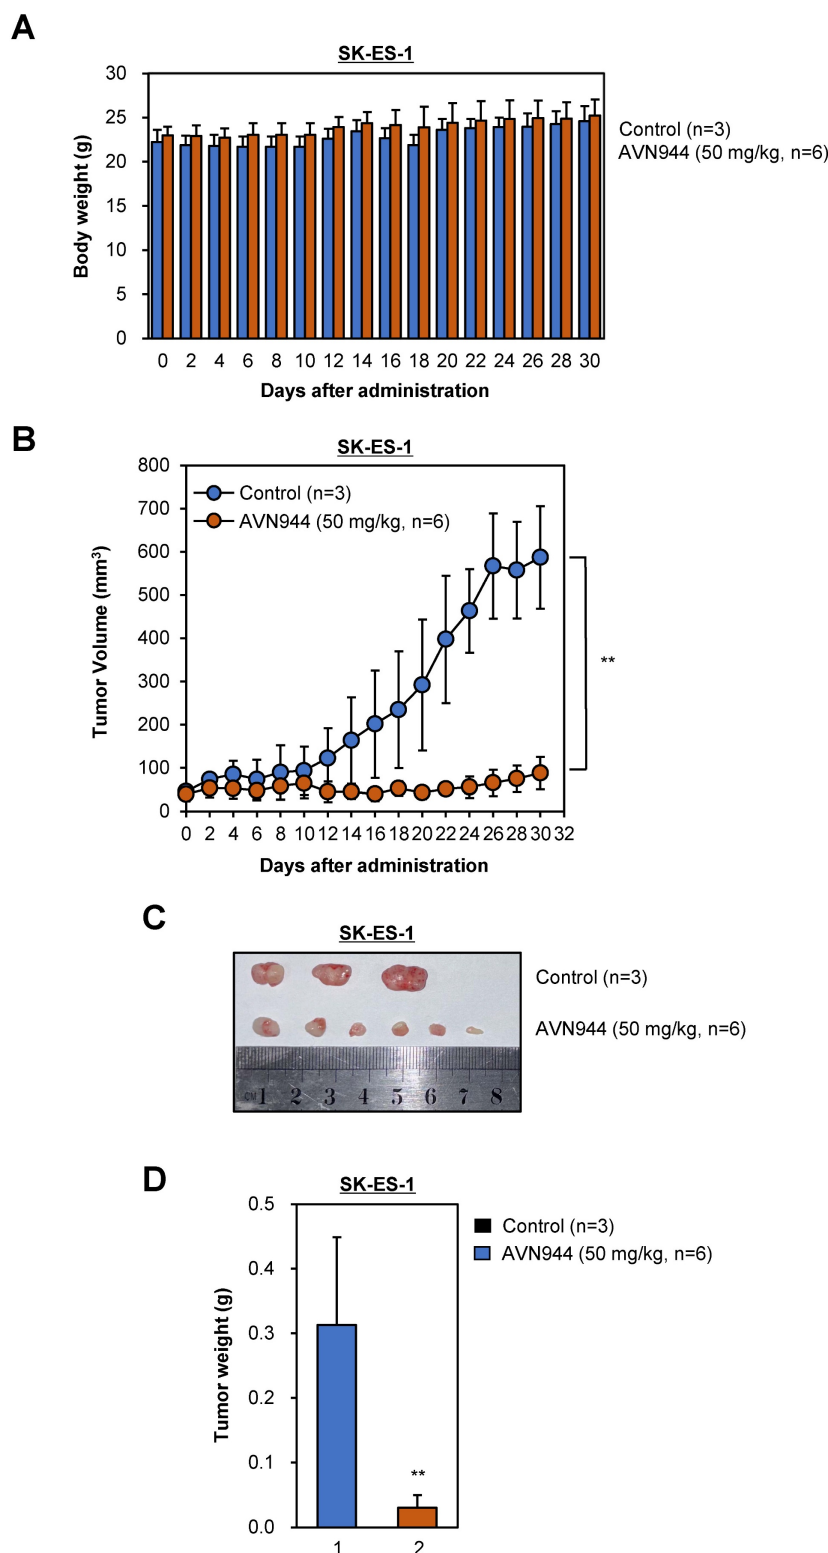 A
SK-ES-1
30
25
20
15
10
5
0
Body weight (g)
0 2 4 6 8 10 12 14 16 18 20 22 24 26 28 30
Days after administration
Control (n=3)
AVN944 (50 mg/kg, n=6)
B
SK-ES-1
800
700
600
500
400
300
200
100
0
Tumor Volume (mm³)
Control (n=3)
AVN944 (50 mg/kg, n=6)
**
0 2 4 6 8 10 12 14 16 18 20 22 24 26 28 30 32
Days after administration
C
SK-ES-1
Control (n=3)
AVN944 (50 mg/kg, n=6)
CM 1 2 3 4 5 6 7 8
D
SK-ES-1
0.5
0.4
0.3
0.2
0.1
0.0
Tumor weight (g)
**
1 2
Control (n=3)
AVN944 (50 mg/kg, n=6)